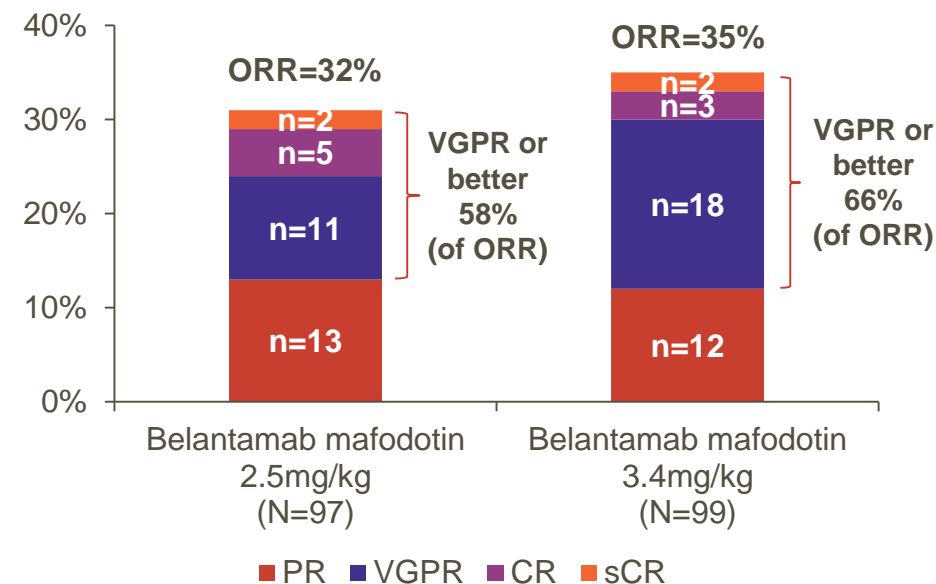 40%
30%
20%
10%
0%
ORR=32%
n=2
n=5
n=11
n=13
VGPR or
better
58%
(of ORR)
ORR=35%
n=2
n=3
n=18
n=12
VGPR or
better
66%
(of ORR)
Belantamab mafodotin
2.5mg/kg
(N=97)
Belantamab mafodotin
3.4mg/kg
(N=99)
PR VGPR CR sCR